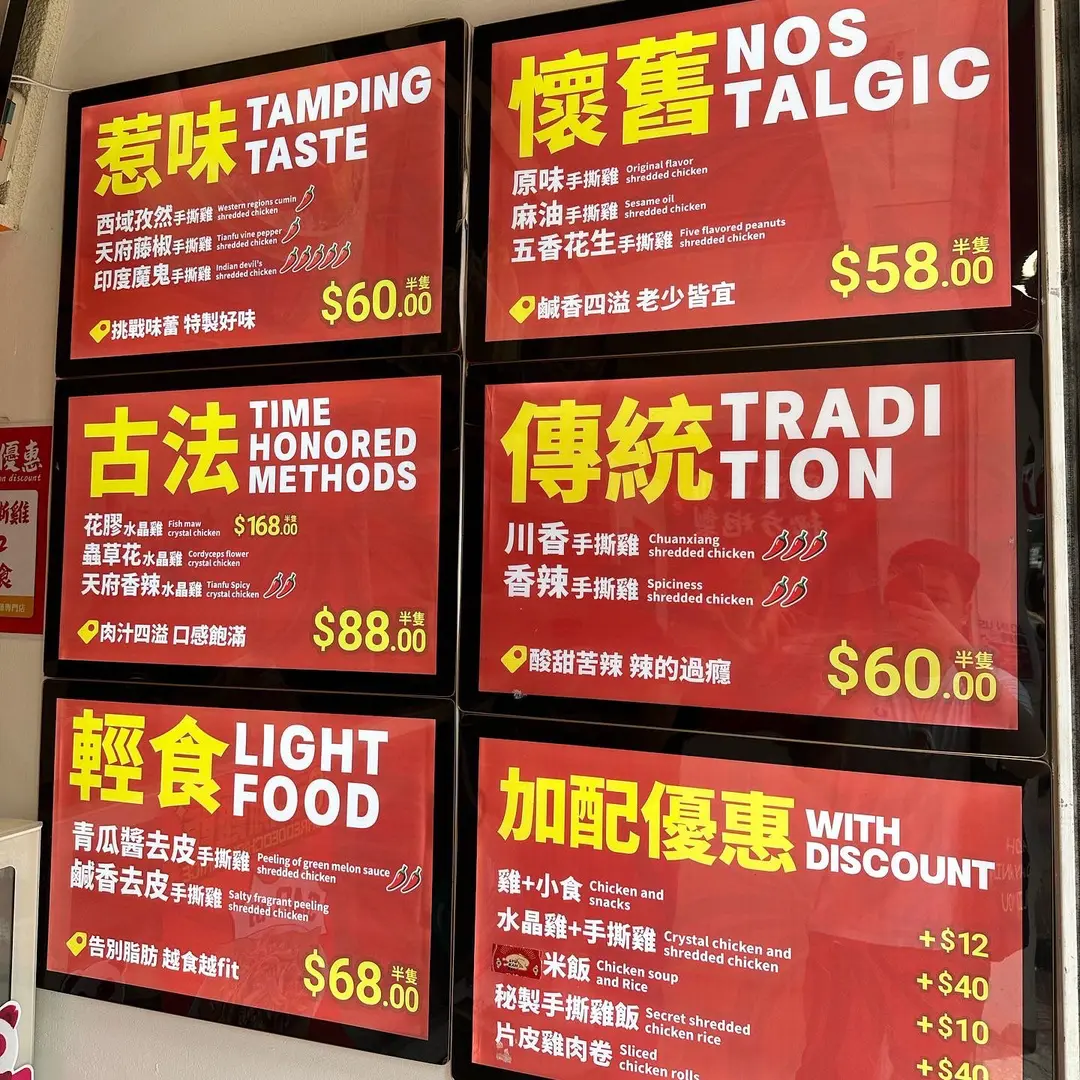 惹味 TAMPING TASTE
西域孜然手撕雞 Western regions cumin shredded chicken
天府藤椒手撕雞 Tianfu vine pepper shredded chicken
印度魔鬼手撕雞 Indian devil's shredded chicken
$60.00 半隻
挑戰味蕾 特製好味
懷舊 NOS TALGIC
原味手撕雞 Original flavor shredded chicken
麻油手撕雞 Sesame oil shredded chicken
五香花生手撕雞 Five flavored peanuts shredded chicken
$58.00 半隻
鹹香四溢 老少皆宜
古法 TIME HONORED METHODS
花膠水晶雞 Fish maw crystal chicken $168.00 半隻
蟲草花水晶雞 Cordyceps flower crystal chicken
天府香辣水晶雞 Tianfu Spicy crystal chicken
$88.00 半隻
肉汁四溢 口感飽滿
傳統 TRADI TION
川香手撕雞 Chuanxiang shredded chicken
香辣手撕雞 Spiciness shredded chicken
$60.00 半隻
酸甜苦辣 辣的過癮
輕食 LIGHT FOOD
青瓜醬去皮手撕雞 Peeling of green melon sauce shredded chicken
鹹香去皮手撕雞 Salty fragrant peeling shredded chicken
$68.00 半隻
告別脂肪 越食越fit
加配優惠 WITH DISCOUNT
雞+小食 Chicken and snacks
+$12
水晶雞+手撕雞 Crystal chicken and shredded chicken
+$40
米飯 Chicken soup and Rice
+$10
秘製手撕雞飯 Secret shredded chicken rice
+$40
片皮雞肉卷 Sliced chicken rolls
優惠
discount
撕雞
食
專門店